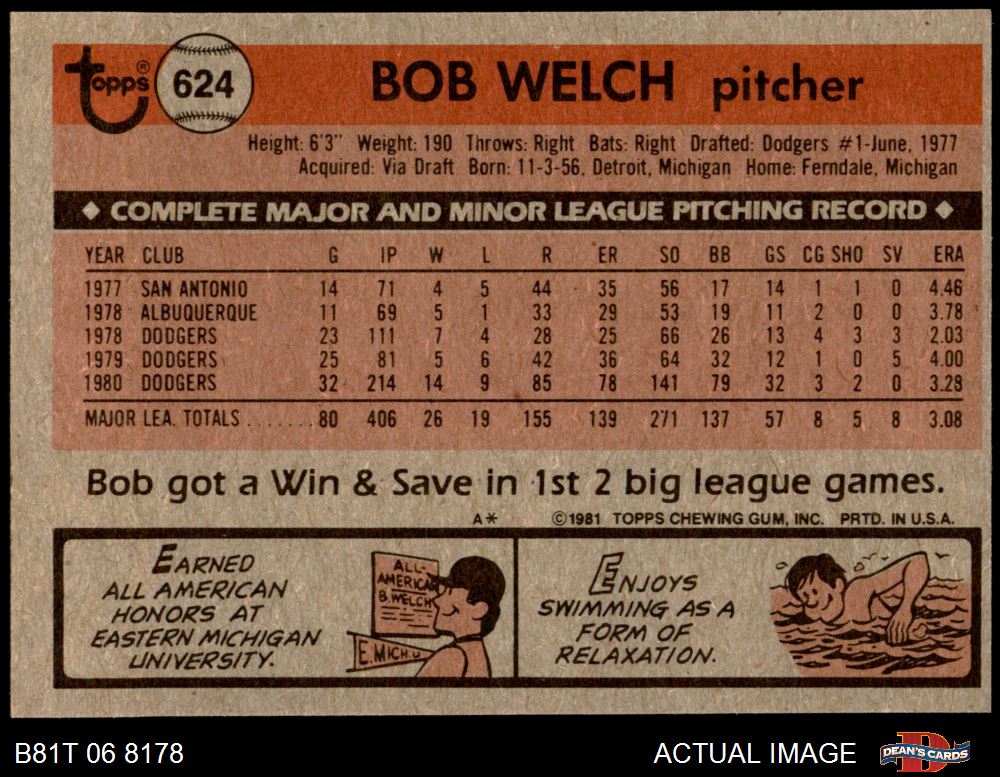 Topps® 624 BOB WELCH pitcher
Height: 6'3" Weight: 190 Throws: Right Bats: Right Drafted: Dodgers #1-June, 1977
Acquired: Via Draft Born: 11-3-56, Detroit, Michigan Home: Ferndale, Michigan
◆ COMPLETE MAJOR AND MINOR LEAGUE PITCHING RECORD ◆
YEAR CLUB G IP W L R ER SO BB GS CG SHO SV ERA
1977 SAN ANTONIO 14 71 4 5 44 35 56 17 14 1 1 0 4.46
1978 ALBUQUERQUE 11 69 5 1 33 29 53 19 11 2 0 0 3.78
1978 DODGERS 23 111 7 4 28 25 66 26 13 4 3 3 2.03
1979 DODGERS 25 81 5 6 42 36 64 32 12 1 0 5 4.00
1980 DODGERS 32 214 14 9 85 78 141 79 32 3 2 0 3.28
MAJOR LEA. TOTALS ....... 80 406 26 19 155 139 271 137 57 8 5 8 3.08
Bob got a Win & Save in 1st 2 big league games.
A* ©1981 TOPPS CHEWING GUM, INC. PRTD. IN U.S.A.
EARNED
ALL AMERICAN
HONORS AT
EASTERN MICHIGAN
UNIVERSITY.
ALL-
AMERICAN
B. WELCH
E. MICH. U
ENJOYS
SWIMMING AS A
FORM OF
RELAXATION.
B81T 06 8178 ACTUAL IMAGE DEAN'S CARDS